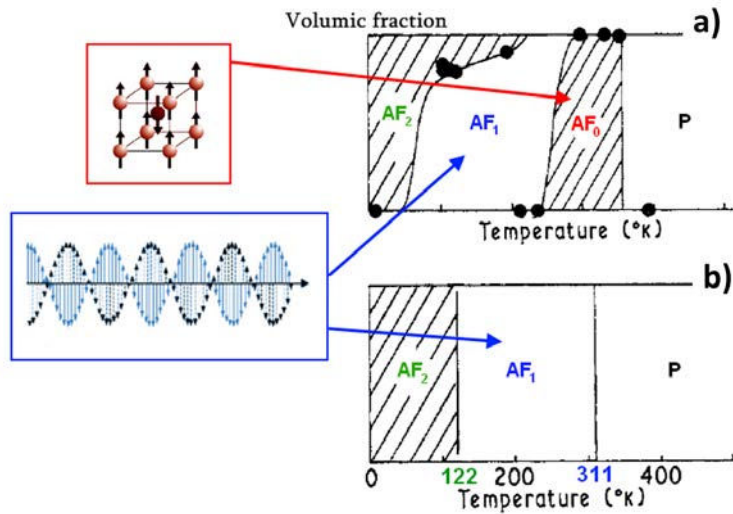 Volumic fraction
a)
AF₂
AF₁
AF₀
P
Temperature (°K)
b)
AF₂
AF₁
P
0
122
200
311
400
Temperature (°K)